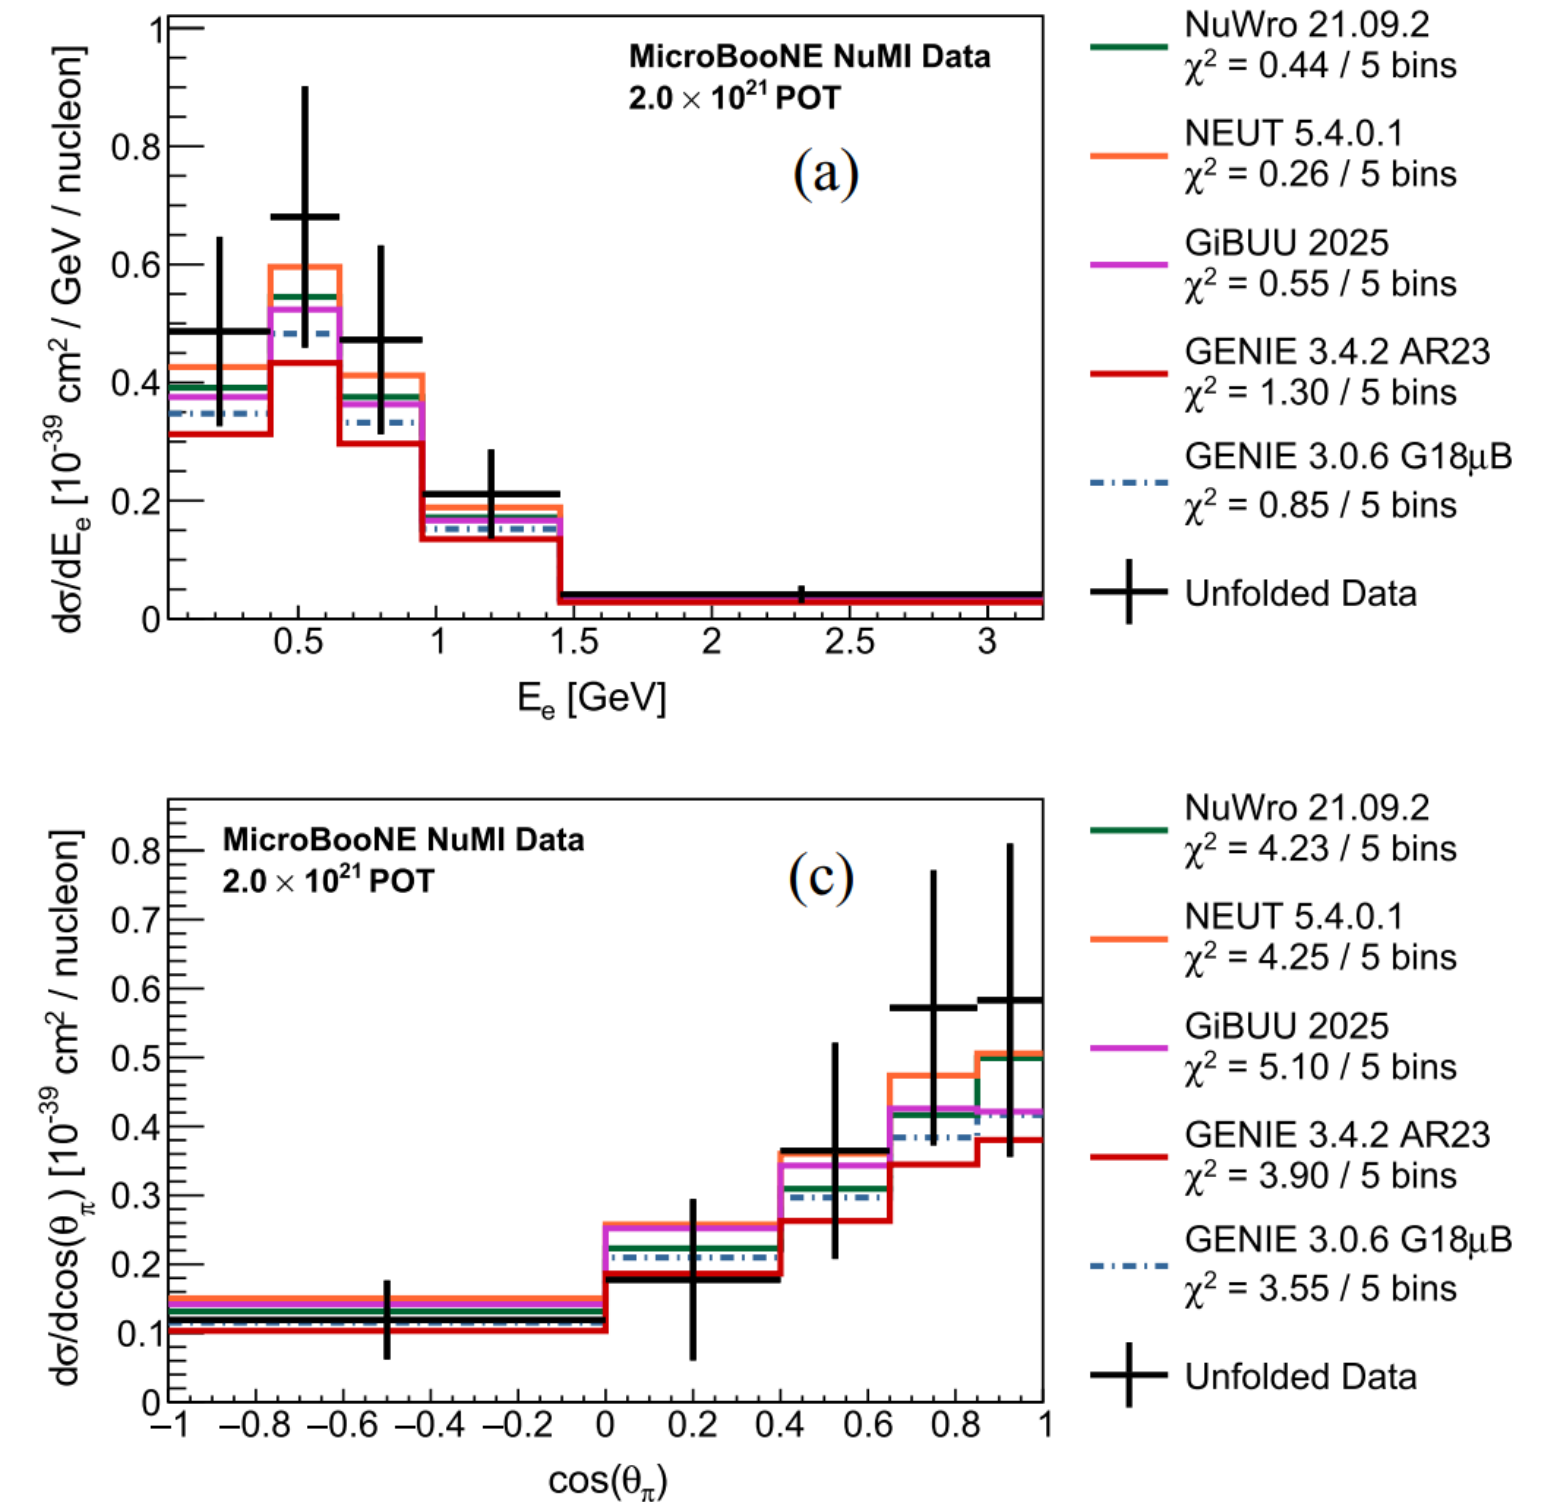 MicroBooNE NuMI Data
2.0 × 10²¹ POT
(a)
1
0.8
0.6
0.4
0.2
0
0.5
1
1.5
2
2.5
3
dσ/dEₑ [10⁻³⁹ cm² / GeV / nucleon]
Eₑ [GeV]
NuWro 21.09.2
χ² = 0.44 / 5 bins
NEUT 5.4.0.1
χ² = 0.26 / 5 bins
GiBUU 2025
χ² = 0.55 / 5 bins
GENIE 3.4.2 AR23
χ² = 1.30 / 5 bins
GENIE 3.0.6 G18μB
χ² = 0.85 / 5 bins
Unfolded Data
MicroBooNE NuMI Data
2.0 × 10²¹ POT
(c)
0.8
0.7
0.6
0.5
0.4
0.3
0.2
0.1
0
−1
−0.8
−0.6
−0.4
−0.2
0
0.2
0.4
0.6
0.8
1
dσ/dcos(θ_π) [10⁻³⁹ cm² / nucleon]
cos(θ_π)
NuWro 21.09.2
χ² = 4.23 / 5 bins
NEUT 5.4.0.1
χ² = 4.25 / 5 bins
GiBUU 2025
χ² = 5.10 / 5 bins
GENIE 3.4.2 AR23
χ² = 3.90 / 5 bins
GENIE 3.0.6 G18μB
χ² = 3.55 / 5 bins
Unfolded Data